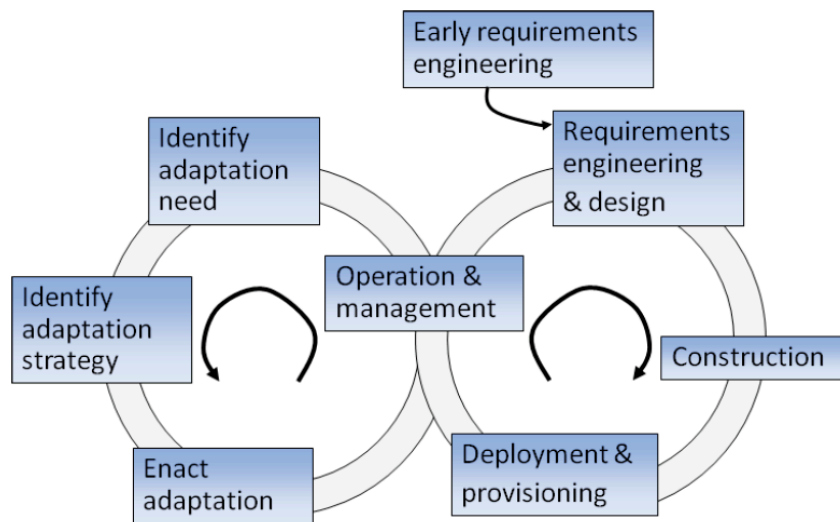 Early requirements
engineering
Requirements
engineering
& design
Identify
adaptation
need
Operation &
management
Identify
adaptation
strategy
Construction
Enact
adaptation
Deployment &
provisioning